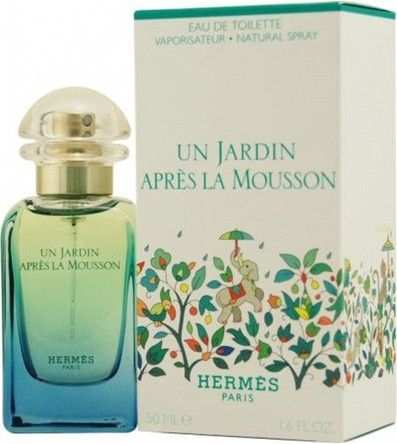 EAU DE TOILETTE
VAPORISATEUR • NATURAL SPRAY
UN JARDIN
APRÈS LA MOUSSON
HERMÈS
PARIS
50 ML ℮ 1.6 FL.OZ.
UN JARDIN
APRÈS LA MOUSSON
HERMÈS
PARIS